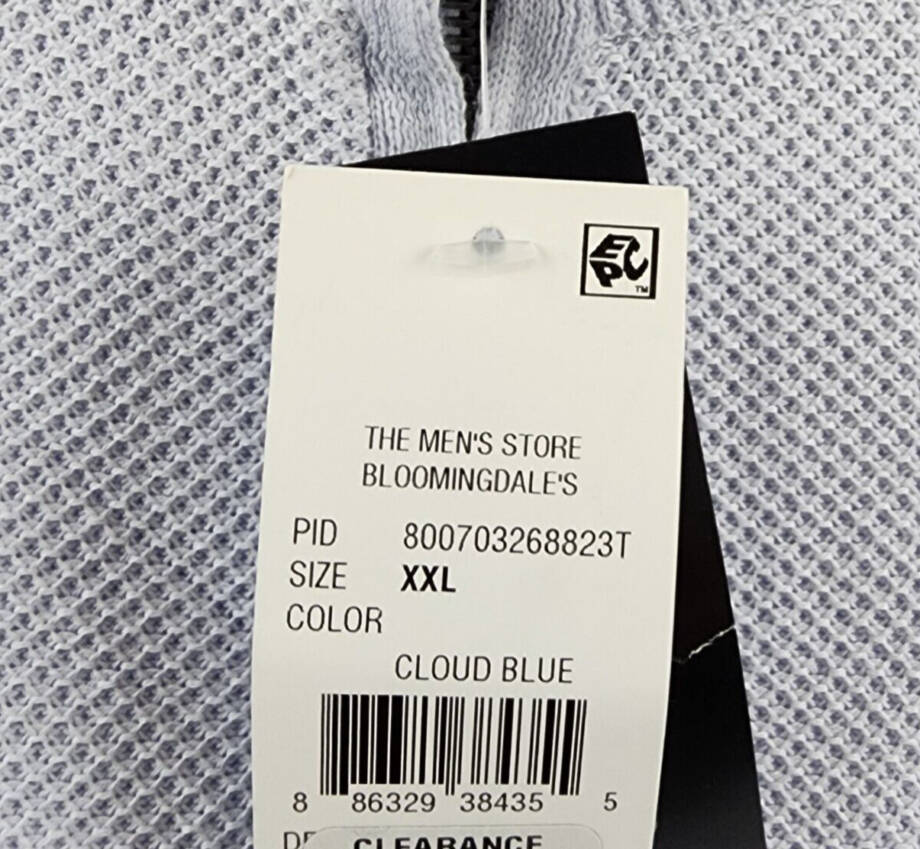 EPC
TM
THE MEN'S STORE
BLOOMINGDALE'S
PID 800703268823T
SIZE XXL
COLOR
CLOUD BLUE
8 86329 38435 5
CLEARANCE